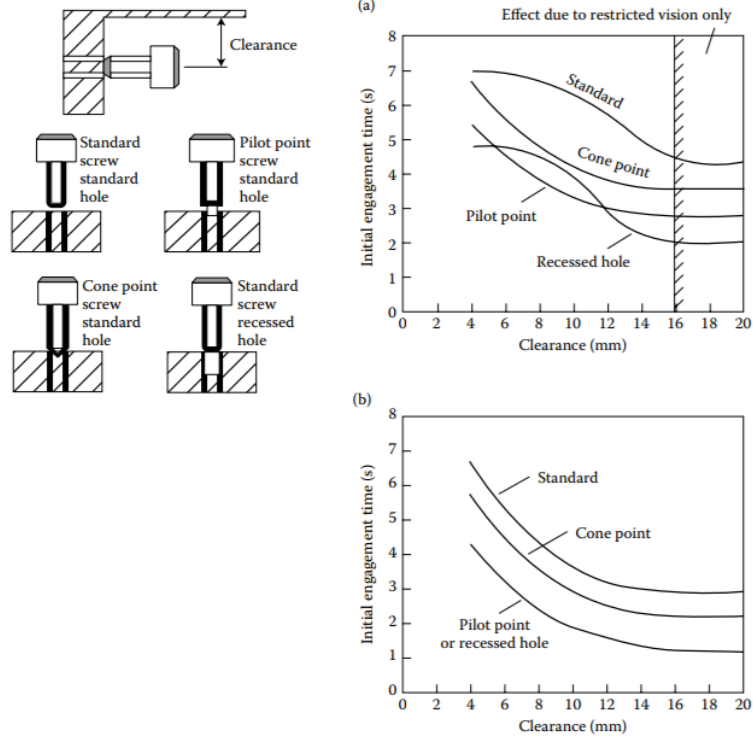 Clearance
Standard
screw
standard
hole
Pilot point
screw
standard
hole
Cone point
screw
standard
hole
Standard
screw
recessed
hole
(a)
Effect due to restricted vision only
8
7
6
5
4
3
2
1
0
Initial engagement time (s)
Standard
Cone point
Pilot point
Recessed hole
0 2 4 6 8 10 12 14 16 18 20
Clearance (mm)
(b)
8
7
6
5
4
3
2
1
0
Initial engagement time (s)
Standard
Cone point
Pilot point
or recessed hole
0 2 4 6 8 10 12 14 16 18 20
Clearance (mm)